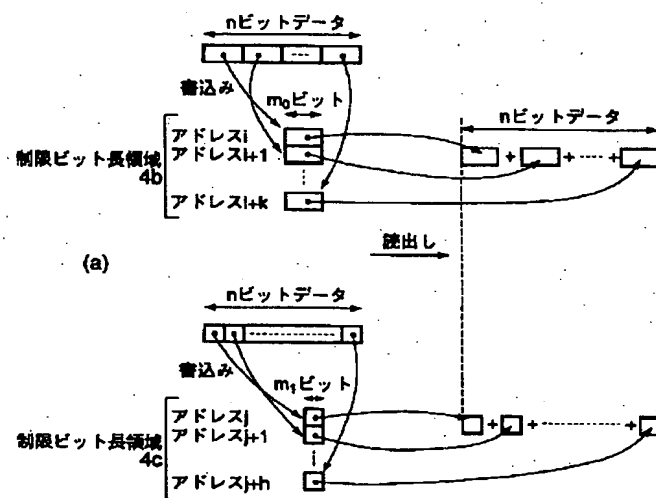 nビットデータ
書込み
m₀ビット
nビットデータ
制限ビット長領域
4b
アドレスi
アドレスi+1
アドレスi+k
+ + ---- +
読出し
(a)
nビットデータ
書込み
m₁ビット
制限ビット長領域
4c
アドレスj
アドレスj+1
アドレスj+h
+ + --------- +